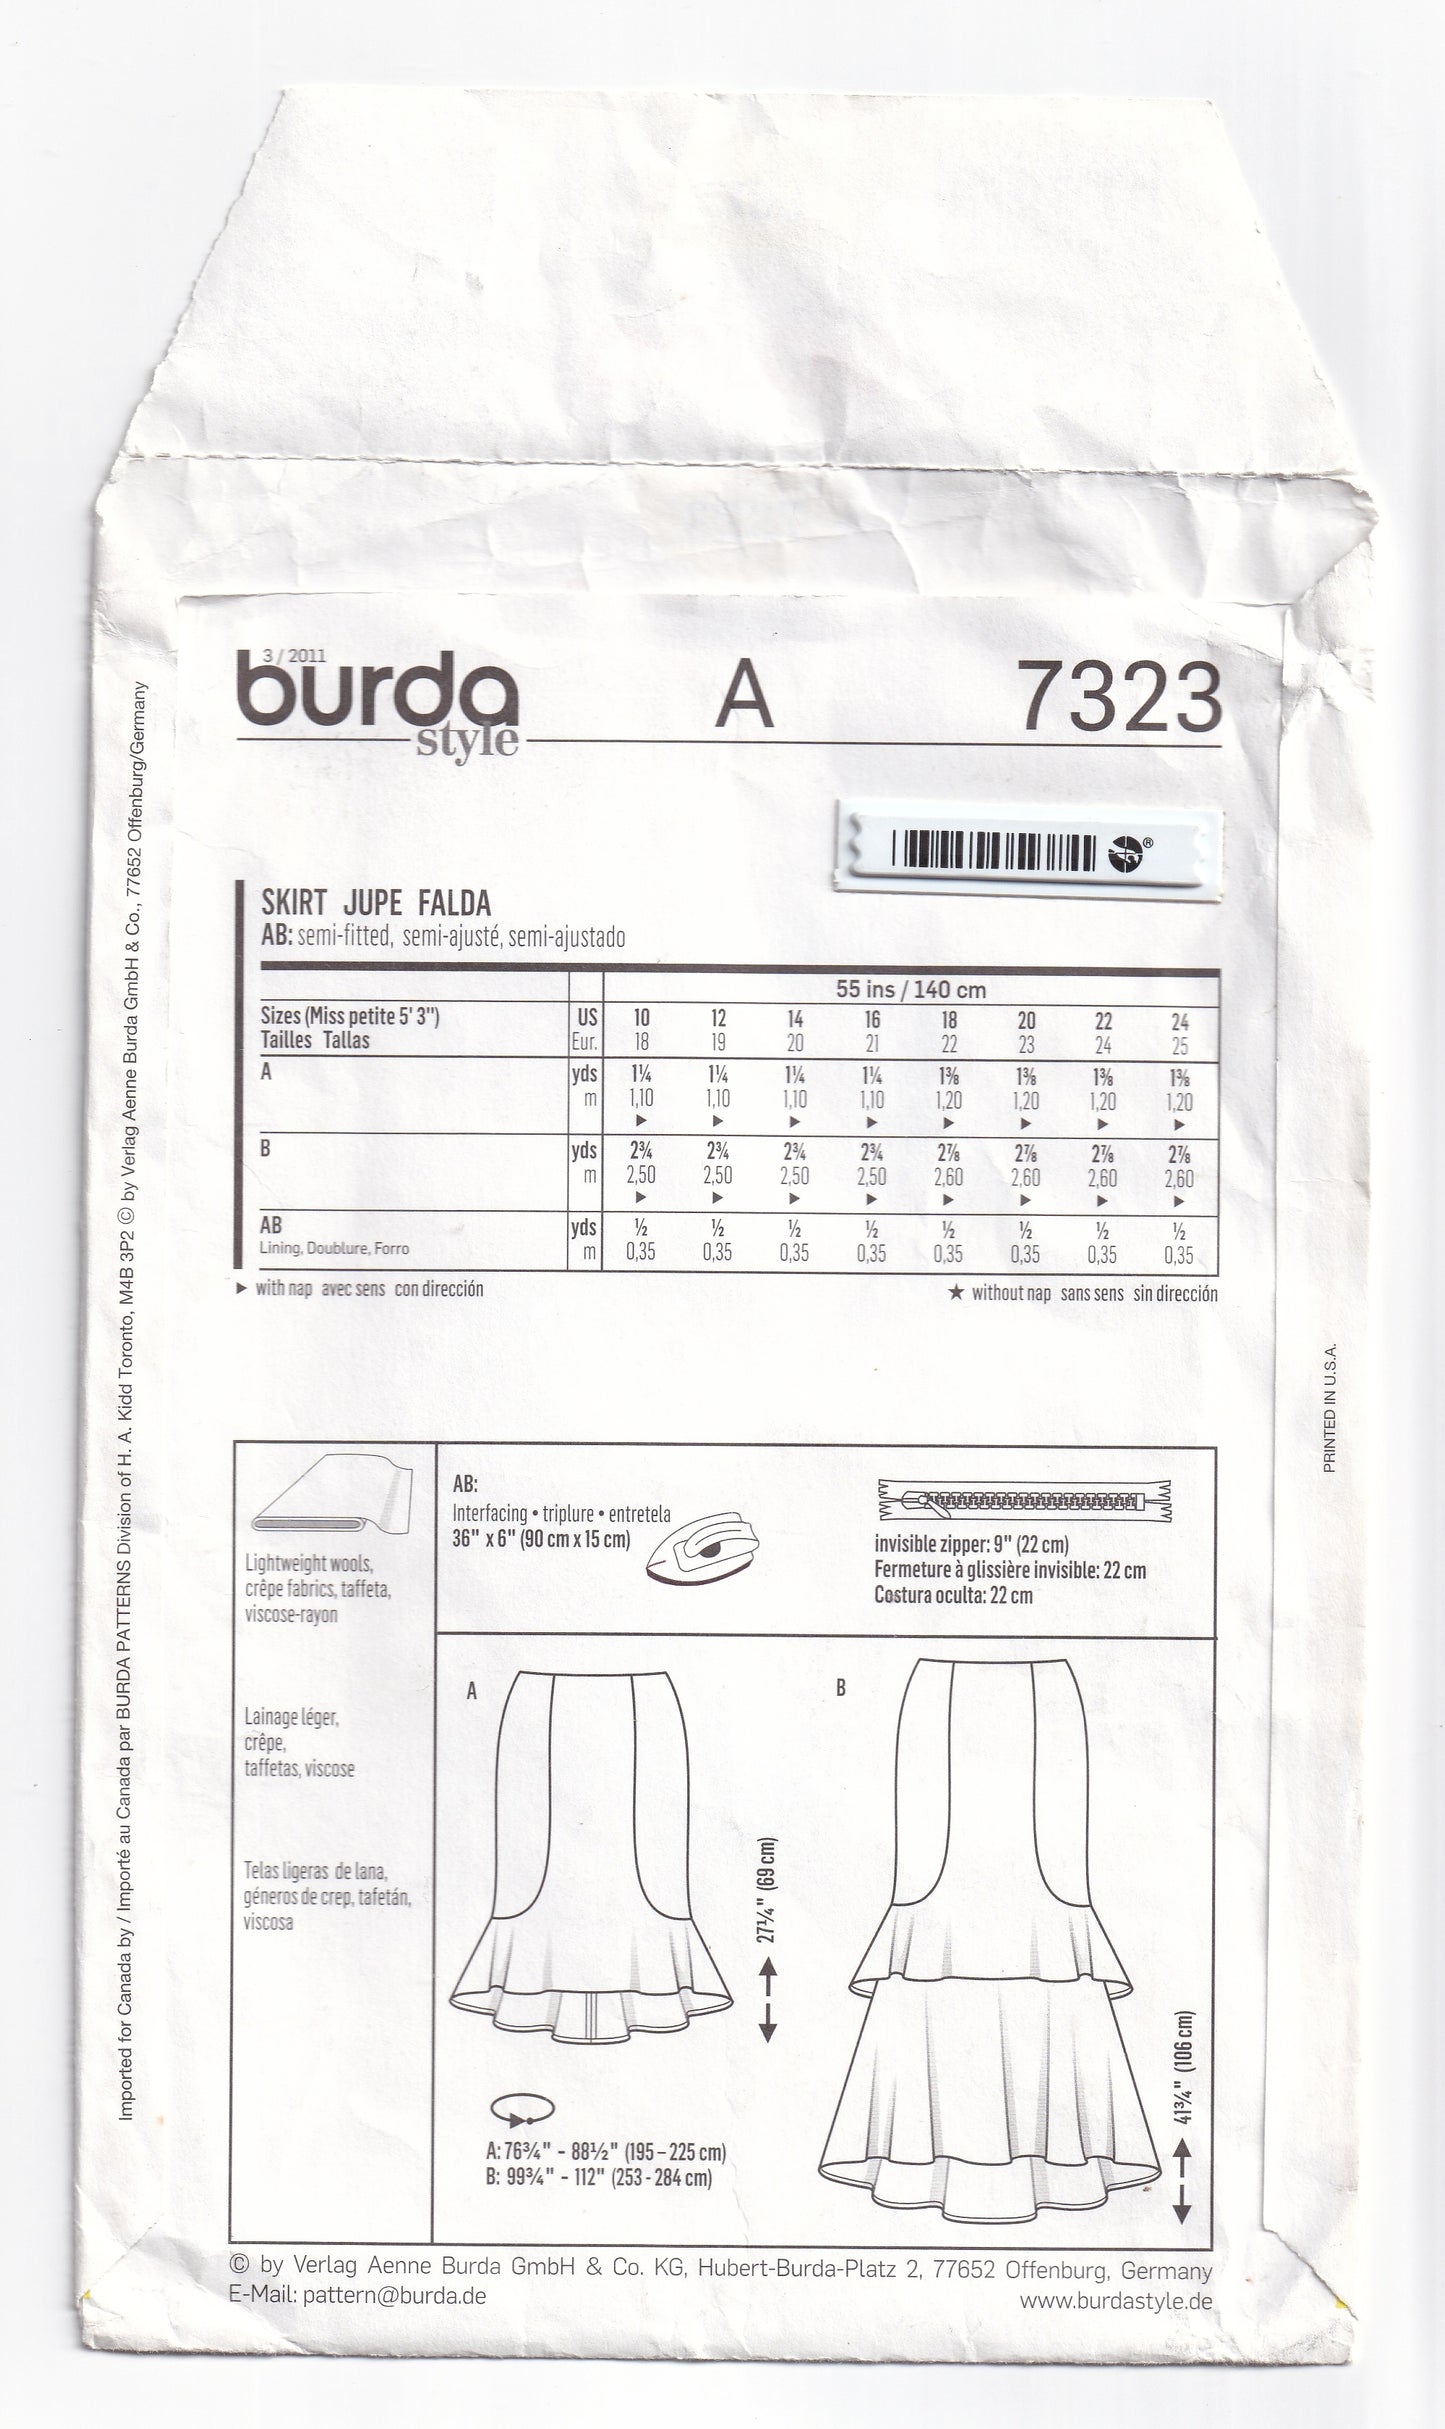 3 / 2011
burda
style
A
7323
SKIRT JUPE FALDA
AB: semi-fitted, semi-ajusté, semi-ajustado
55 ins / 140 cm
Sizes (Miss petite 5' 3") US 10 12 14 16 18 20 22 24
Tailles Tallas Eur. 18 19 20 21 22 23 24 25
A yds 1¼ 1¼ 1¼ 1¼ 1⅜ 1⅜ 1⅜ 1⅜
m 1,10 1,10 1,10 1,10 1,20 1,20 1,20 1,20
▶ ▶ ▶ ▶ ▶ ▶ ▶ ▶
B yds 2¾ 2¾ 2¾ 2¾ 2⅞ 2⅞ 2⅞ 2⅞
m 2,50 2,50 2,50 2,50 2,60 2,60 2,60 2,60
▶ ▶ ▶ ▶ ▶ ▶ ▶ ▶
AB yds ½ ½ ½ ½ ½ ½ ½ ½
Lining, Doublure, Forro m 0,35 0,35 0,35 0,35 0,35 0,35 0,35 0,35
▶ with nap avec sens con dirección
★ without nap sans sens sin dirección
Lightweight wools,
crêpe fabrics, taffeta,
viscose-rayon
Lainage léger,
crêpe,
taffetas, viscose
Telas ligeras de lana,
géneros de crep, tafetán,
viscosa
AB:
Interfacing • triplure • entretela
36" x 6" (90 cm x 15 cm)
invisible zipper: 9" (22 cm)
Fermeture à glissière invisible: 22 cm
Costura oculta: 22 cm
A
27¼" (69 cm)
B
41¾" (106 cm)
A: 76¾" - 88½" (195 – 225 cm)
B: 99¾" - 112" (253 - 284 cm)
© by Verlag Aenne Burda GmbH & Co. KG, Hubert-Burda-Platz 2, 77652 Offenburg, Germany
E-Mail: pattern@burda.de
www.burdastyle.de
Imported for Canada by / Importé au Canada par BURDA PATTERNS Division of H. A. Kidd Toronto, M4B 3P2 © by Verlag Aenne Burda GmbH & Co., 77652 Offenburg/Germany
PRINTED IN U.S.A.